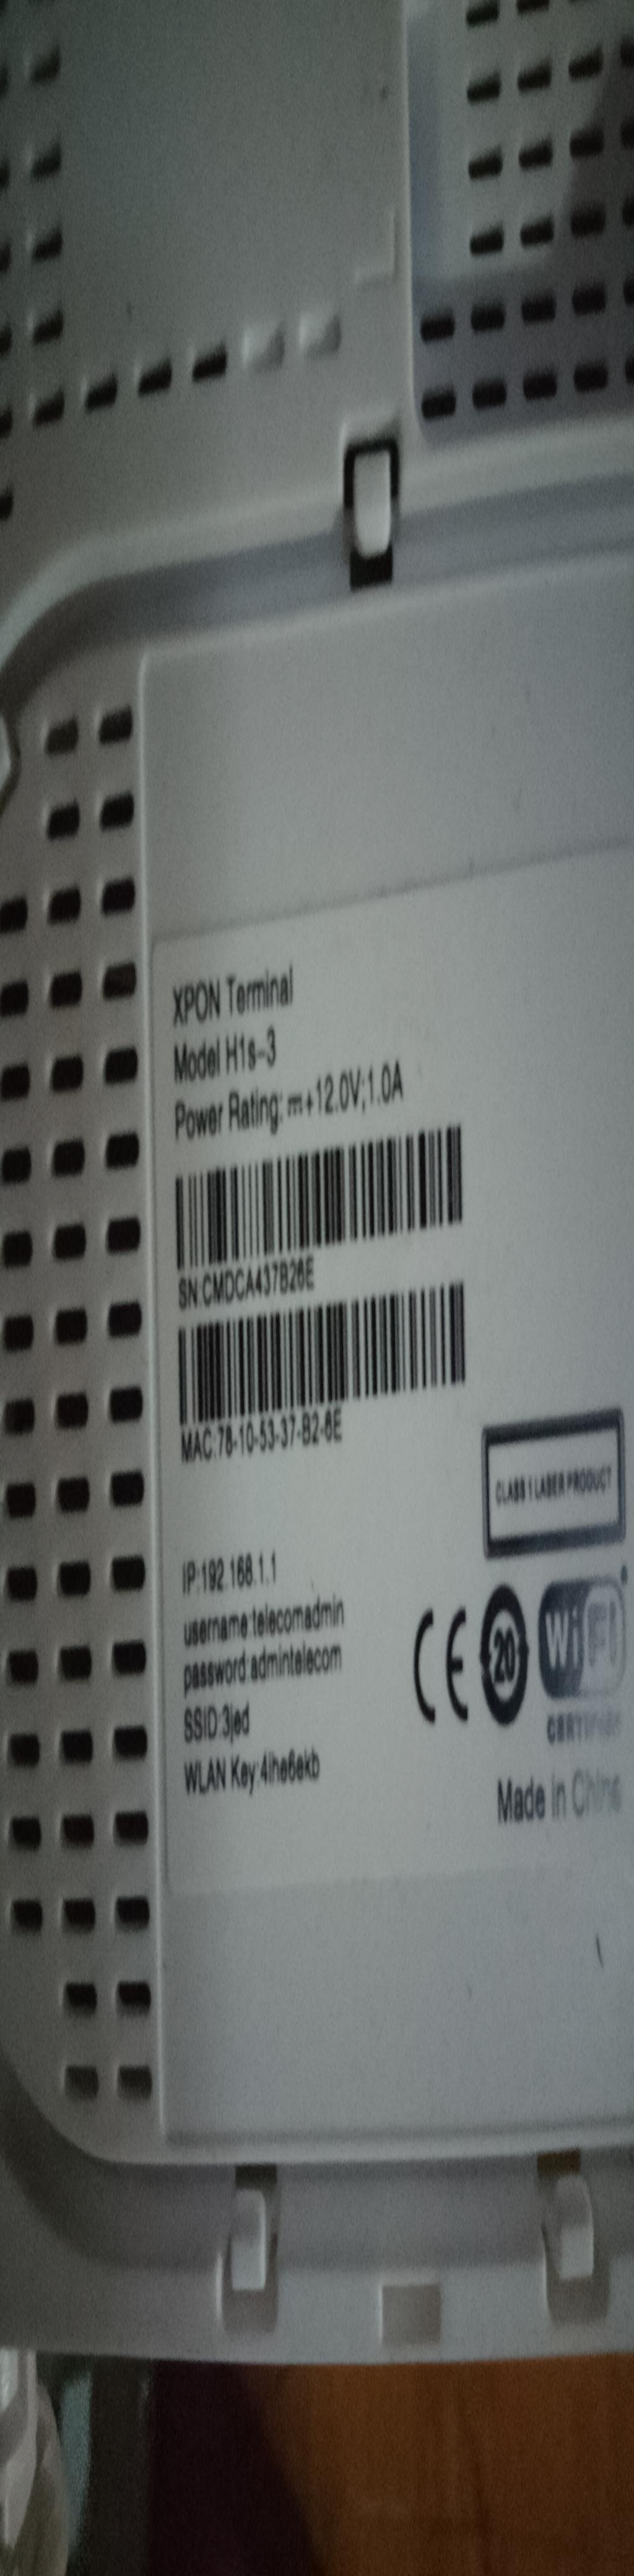 XPON Terminal
Model H1s-3
Power Rating: ⎓+12.0V;1.0A
SN:CMDCA437B26E
MAC:78-10-53-37-B2-6E
CLASS 1 LASER PRODUCT
IP:192.168.1.1
username:telecomadmin
password:admintelecom
SSID:3jed
WLAN Key:4ihe6ekb
CE
20
WiFi
CERTIFIED
Made in China